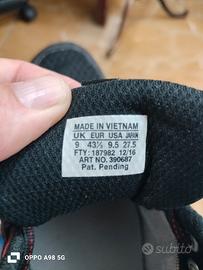 MADE IN VIETNAM
UK EUR USA JAPAN
9 43½ 9.5 27.5
FTY: 187982 12/16
ART NO. 390687
Pat. Pending
OPPO A98 5G
subito